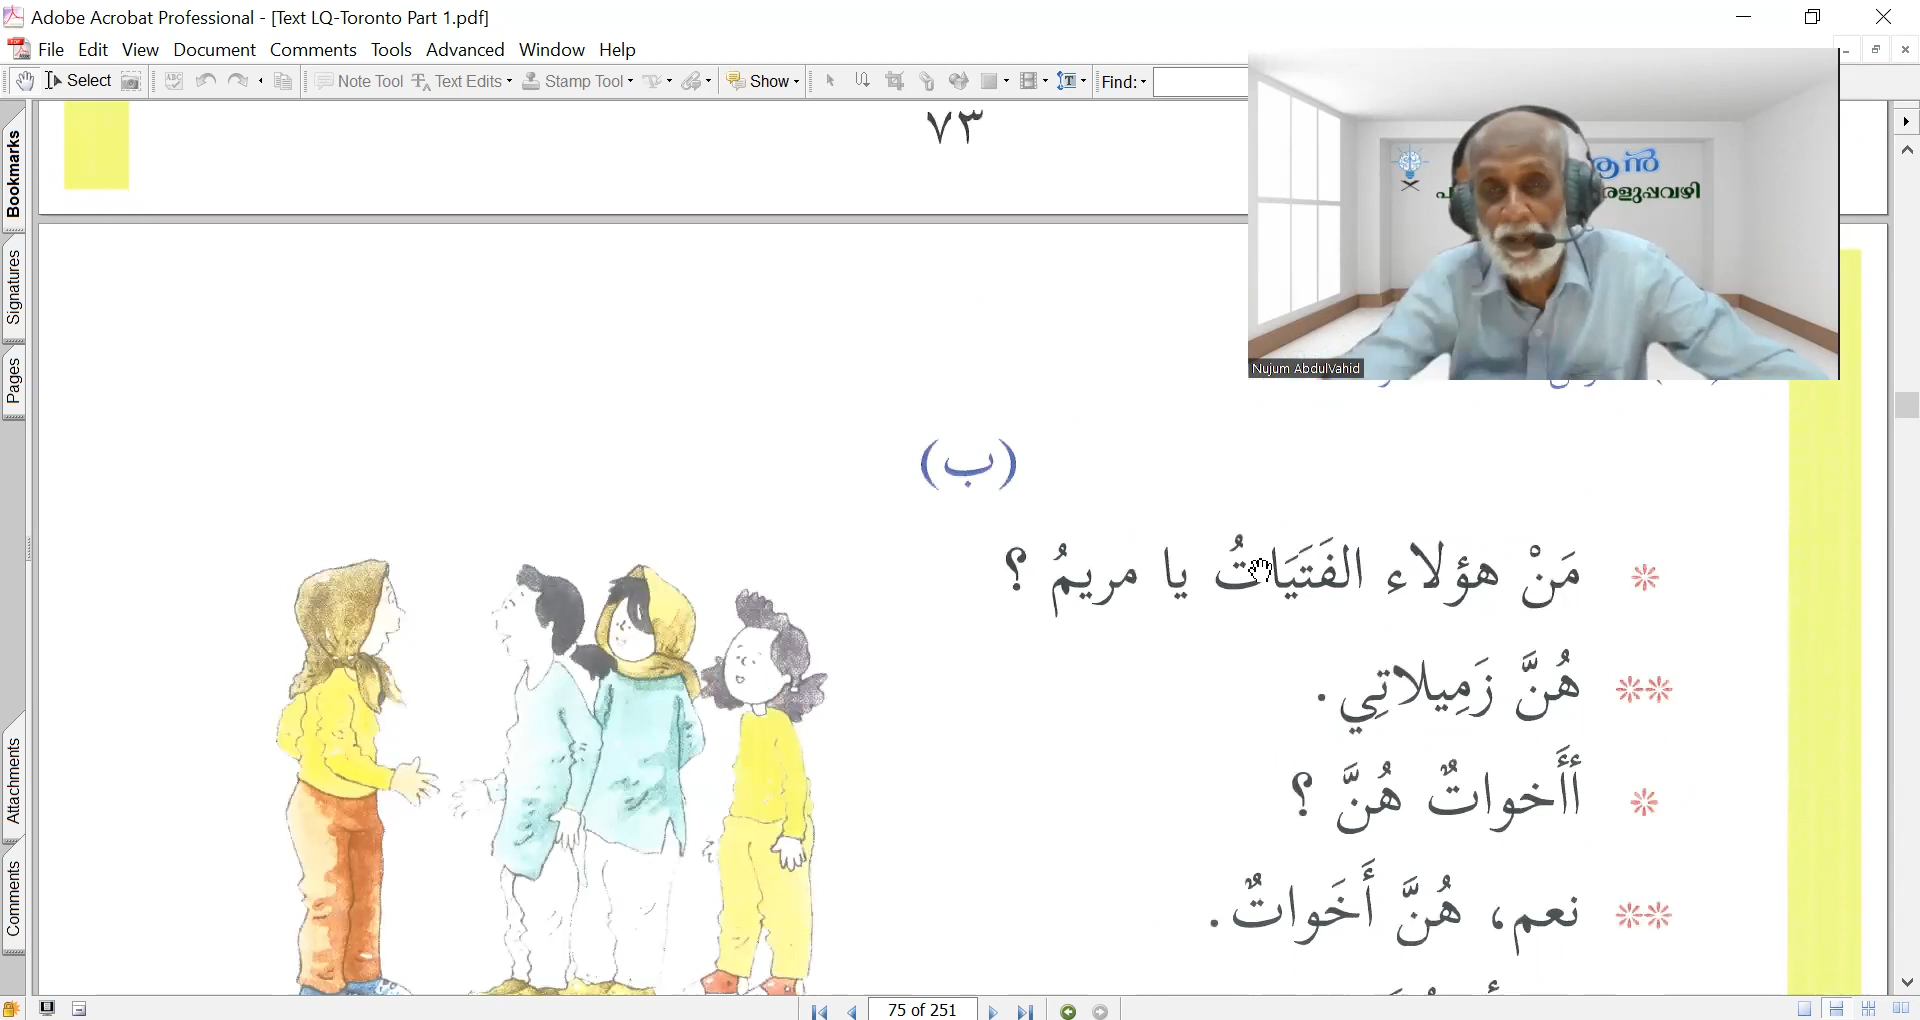 Adobe Acrobat Professional - [Text LQ-Toronto Part 1.pdf]
File Edit View Document Comments Tools Advanced Window Help
Select Note Tool Text Edits Stamp Tool Show Find:
Bookmarks
Signatures
Pages
Attachments
Comments
٧٣
Nujum AbdulVahid
(ب)
* مَنْ هؤلاء الفَتَيَاتُ يا مريمُ ؟
** هُنَّ زَمِيلاتِي .
* أَأَخواتٌ هُنَّ ؟
** نعم، هُنَّ أَخَواتٌ .
75 of 251